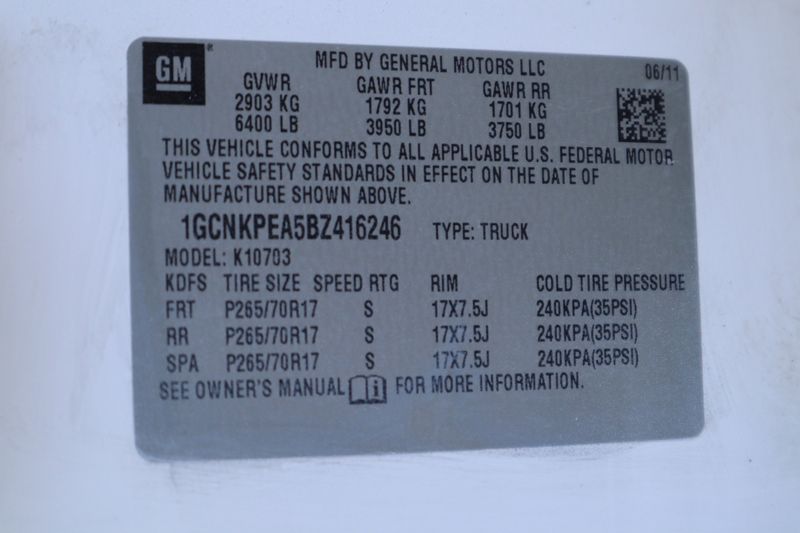 GM®
MFD BY GENERAL MOTORS LLC 06/11
GVWR GAWR FRT GAWR RR
2903 KG 1792 KG 1701 KG
6400 LB 3950 LB 3750 LB
THIS VEHICLE CONFORMS TO ALL APPLICABLE U.S. FEDERAL MOTOR
VEHICLE SAFETY STANDARDS IN EFFECT ON THE DATE OF
MANUFACTURE SHOWN ABOVE.
1GCNKPEA5BZ416246 TYPE: TRUCK
MODEL: K10703
KDFS TIRE SIZE SPEED RTG RIM COLD TIRE PRESSURE
FRT P265/70R17 S 17X7.5J 240KPA(35PSI)
RR P265/70R17 S 17X7.5J 240KPA(35PSI)
SPA P265/70R17 S 17X7.5J 240KPA(35PSI)
SEE OWNER'S MANUAL i FOR MORE INFORMATION.